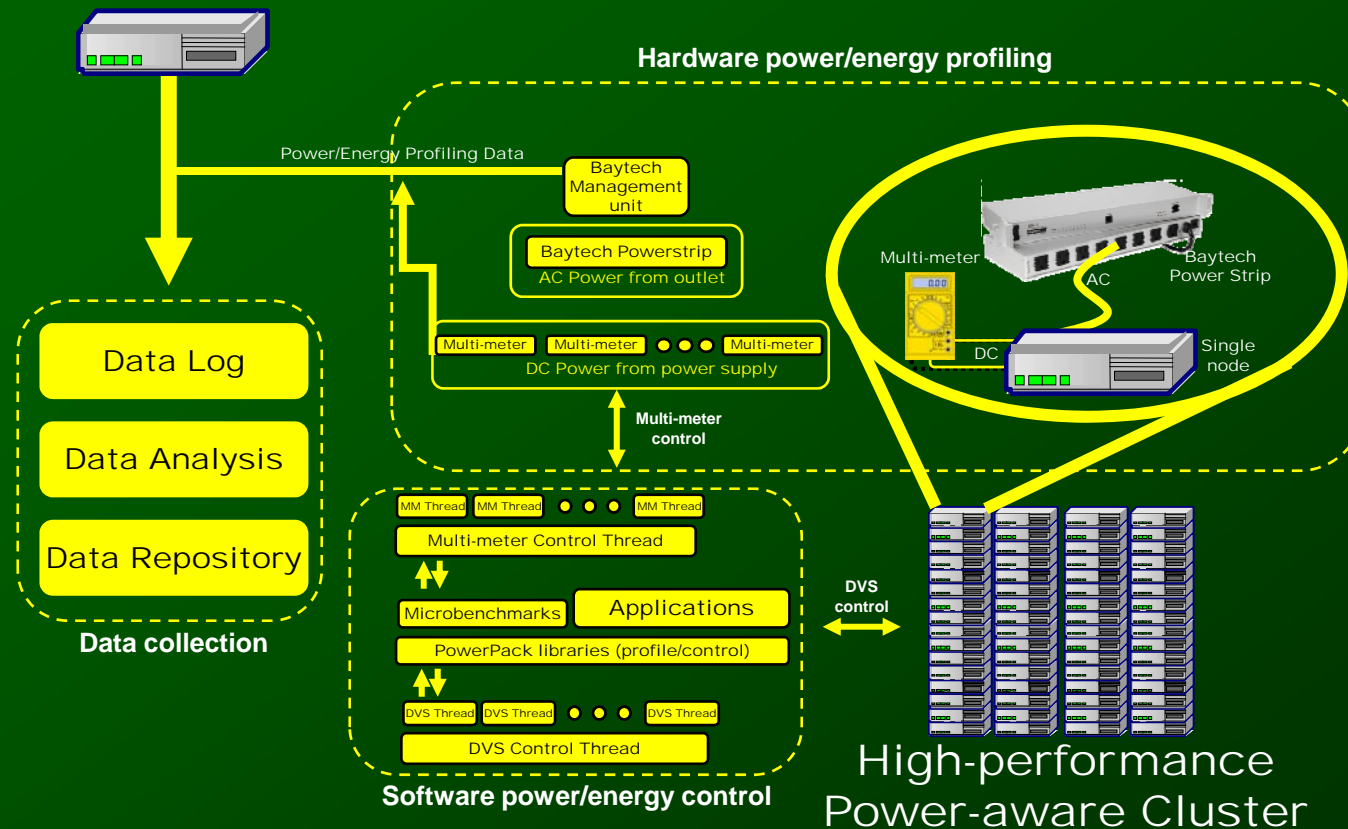 Hardware power/energy profiling
Power/Energy Profiling Data
Baytech
Management
unit
Baytech Powerstrip
AC Power from outlet
Multi-meter
Multi-meter
Multi-meter
DC Power from power supply
Multi-meter
0.00
AC
Baytech
Power Strip
DC
Single
node
Data Log
Data Analysis
Data Repository
Data collection
Multi-meter
control
MM Thread
MM Thread
MM Thread
Multi-meter Control Thread
Microbenchmarks
Applications
PowerPack libraries (profile/control)
DVS Thread
DVS Thread
DVS Thread
DVS Control Thread
Software power/energy control
DVS
control
High-performance
Power-aware Cluster